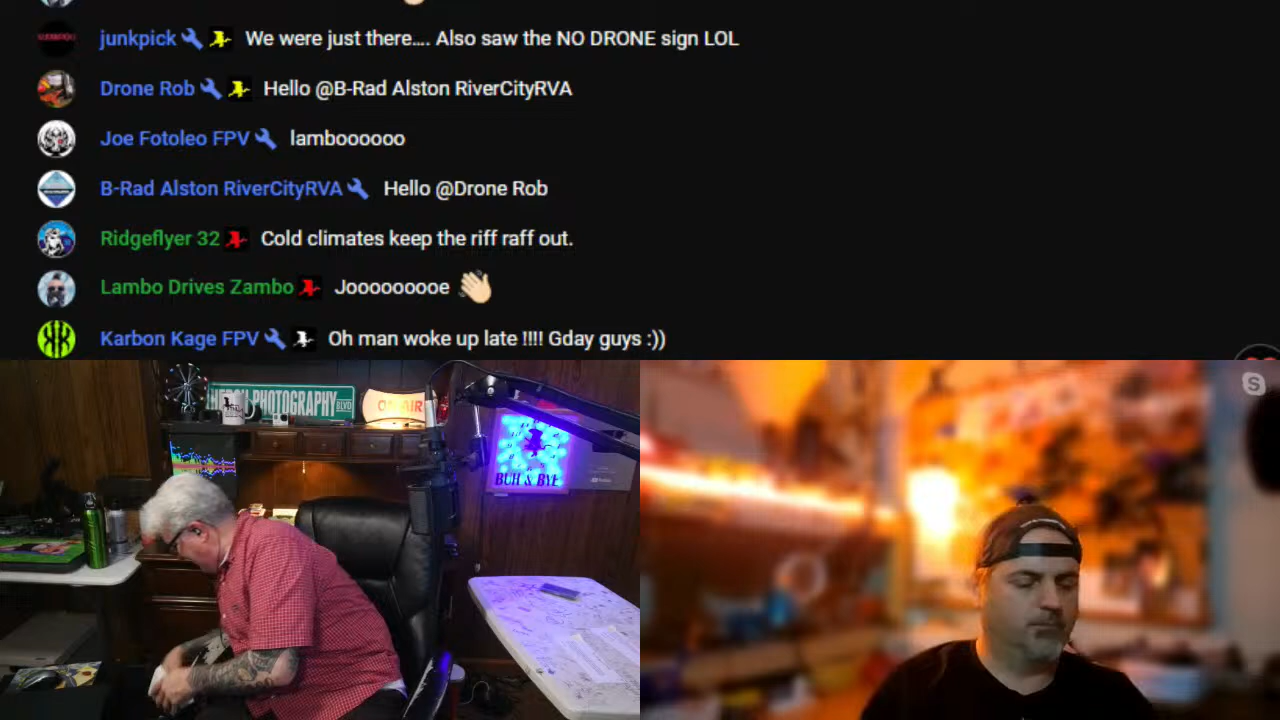 junkpick We were just there.... Also saw the NO DRONE sign LOL
Drone Rob Hello @B-Rad Alston RiverCityRVA
Joe Fotoleo FPV lamboooooo
B-Rad Alston RiverCityRVA Hello @Drone Rob
Ridgeflyer 32 Cold climates keep the riff raff out.
Lambo Drives Zambo Jooooooooe
Karbon Kage FPV Oh man woke up late !!!! Gday guys :))
PHOTOGRAPHY BLVD
ON AIR
BUH & BYE
S